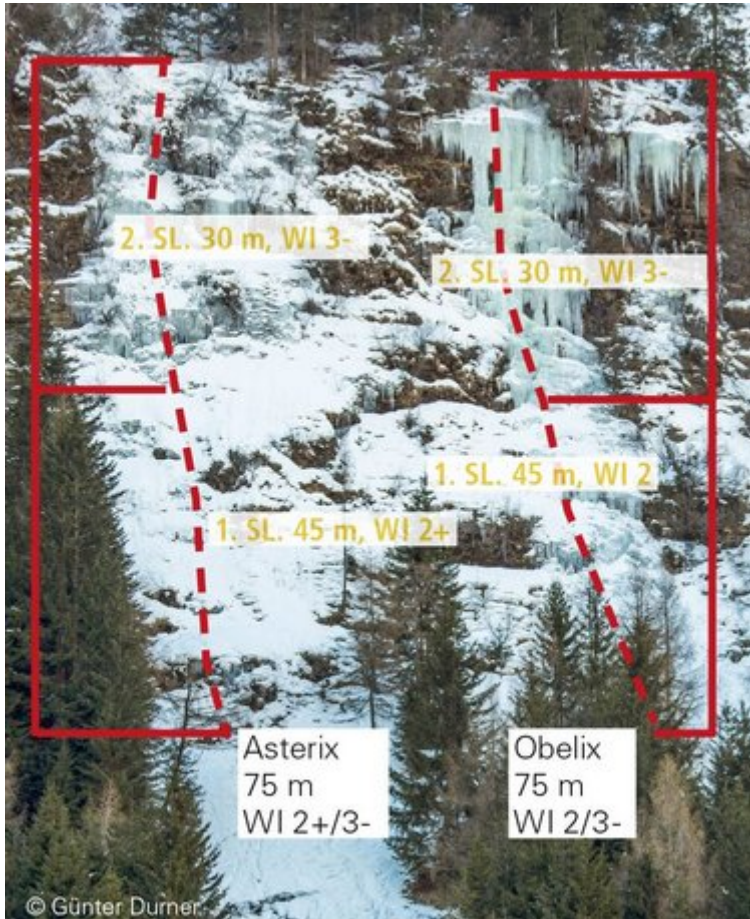 2. SL. 30 m, WI 3-
2. SL. 30 m, WI 3-
1. SL. 45 m, WI 2
1. SL. 45 m, WI 2+
Asterix
75 m
WI 2+/3-
Obelix
75 m
WI 2/3-
© Günter Durner